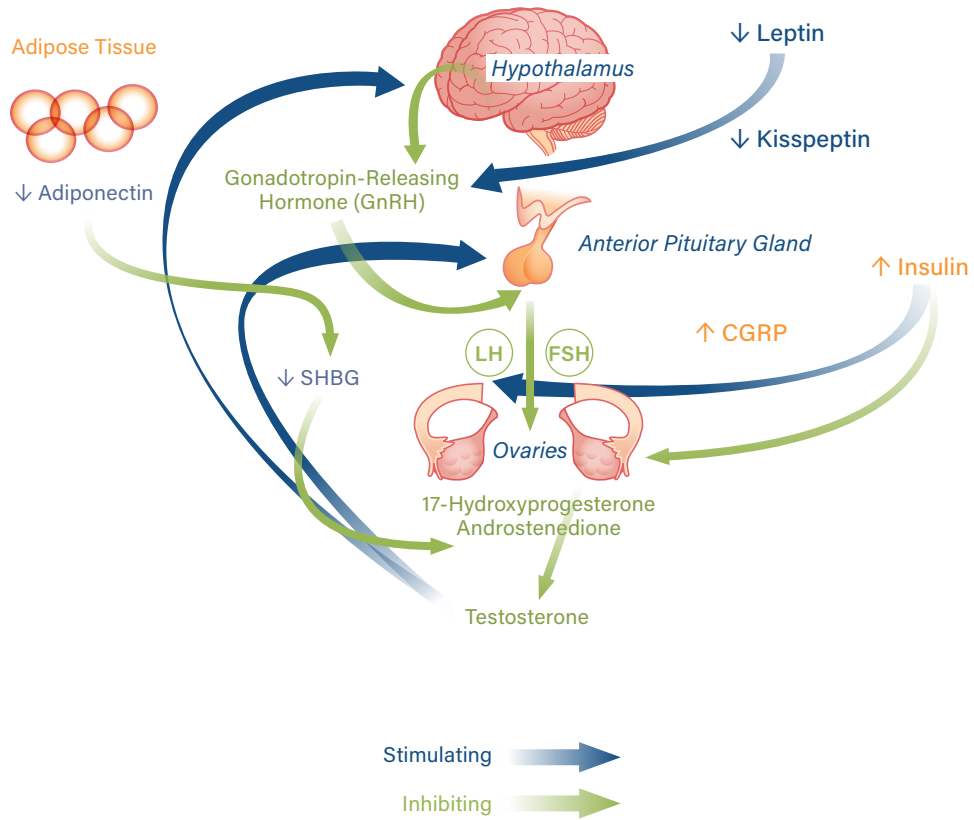 Adipose Tissue
↓ Leptin
Hypothalamus
↓ Kisspeptin
Gonadotropin-Releasing
Hormone (GnRH)
↓ Adiponectin
Anterior Pituitary Gland
↑ Insulin
↑ CGRP
LH
FSH
↓ SHBG
Ovaries
17-Hydroxyprogesterone
Androstenedione
Testosterone
Stimulating
Inhibiting